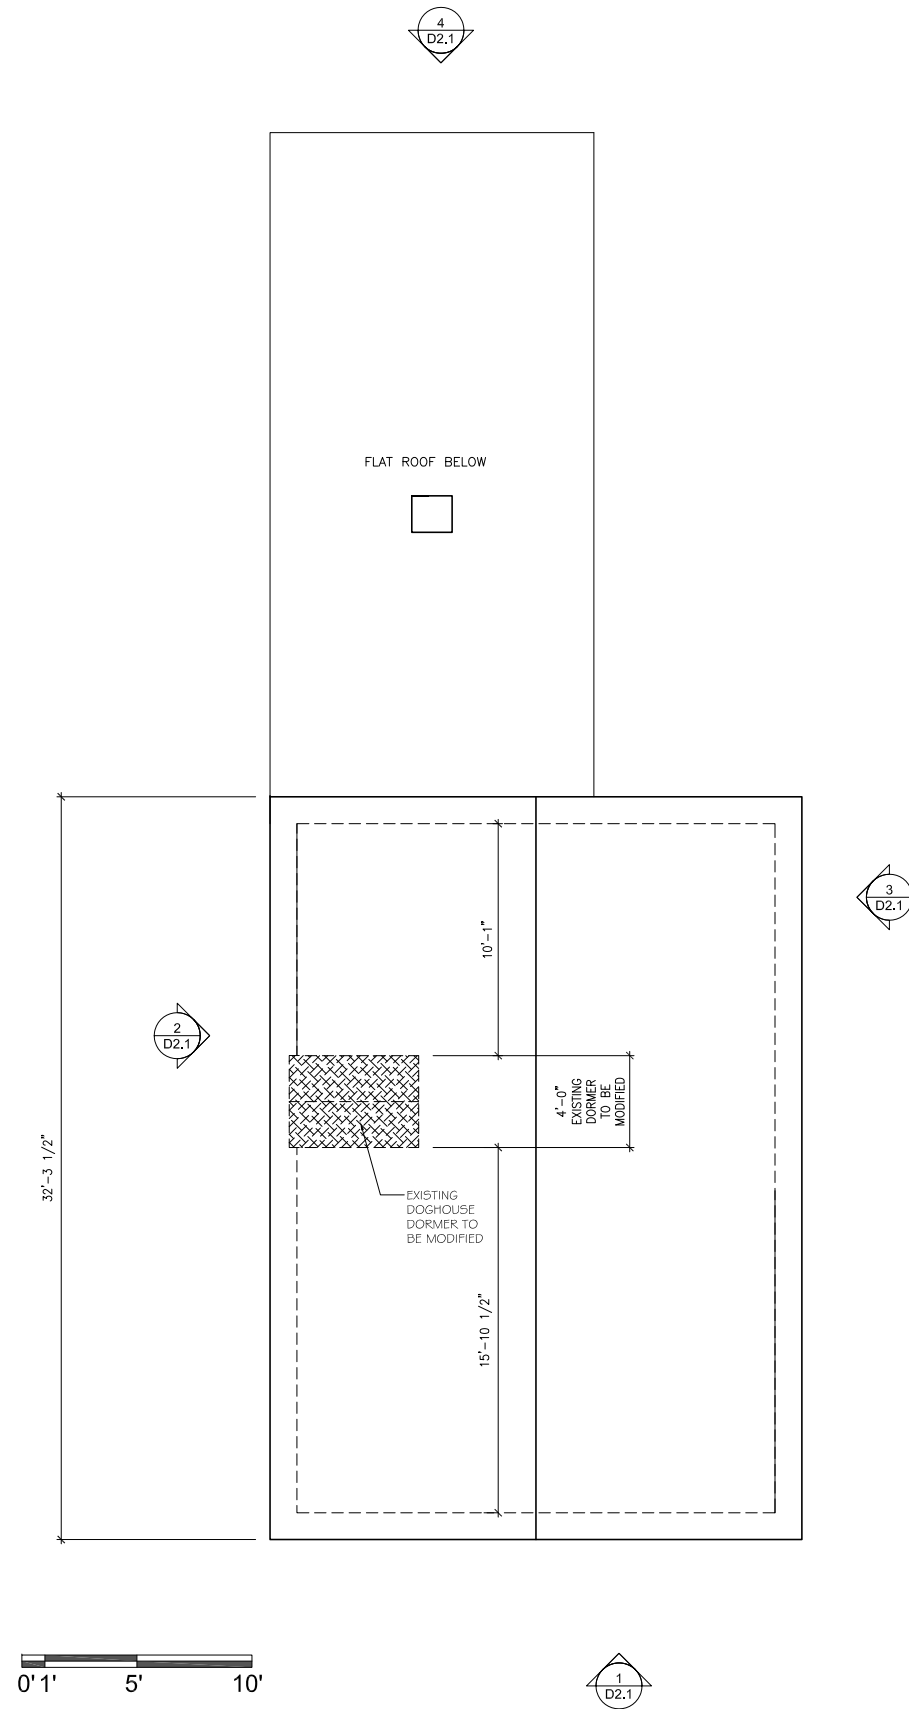 4
D2.1
FLAT ROOF BELOW
3
D2.1
10'-1"
2
D2.1
4'-0"
EXISTING
DORMER
TO BE
MODIFIED
32'-3 1/2"
EXISTING
DOGHOUSE
DORMER TO
BE MODIFIED
15'-10 1/2"
0' 1' 5' 10'
1
D2.1